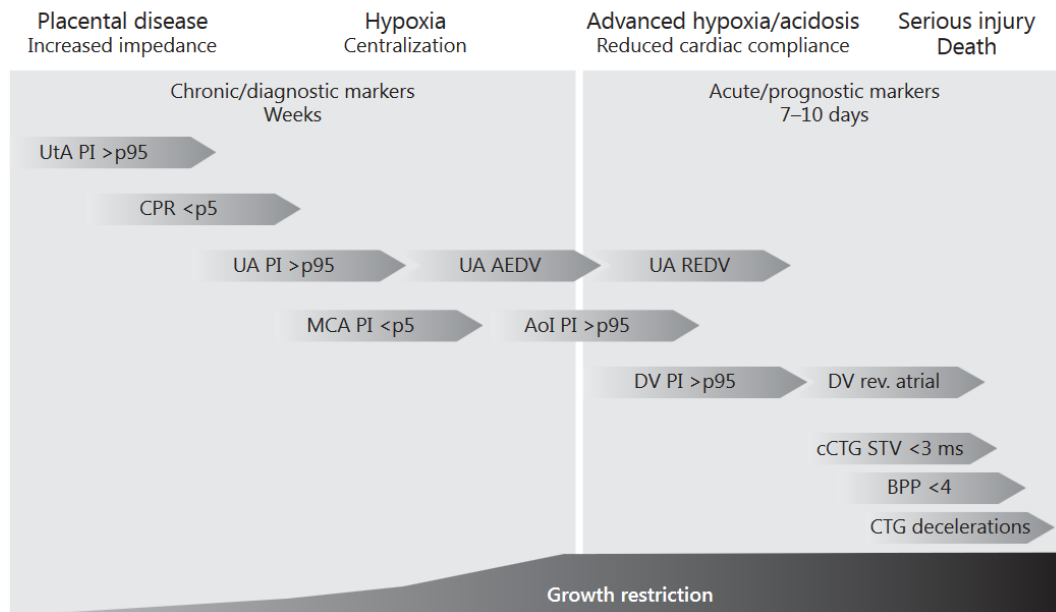 Placental disease
Increased impedance
Hypoxia
Centralization
Advanced hypoxia/acidosis
Reduced cardiac compliance
Serious injury
Death
Chronic/diagnostic markers
Weeks
Acute/prognostic markers
7–10 days
UtA PI >p95
CPR <p5
UA PI >p95
UA AEDV
UA REDV
MCA PI <p5
AoI PI >p95
DV PI >p95
DV rev. atrial
cCTG STV <3 ms
BPP <4
CTG decelerations
Growth restriction